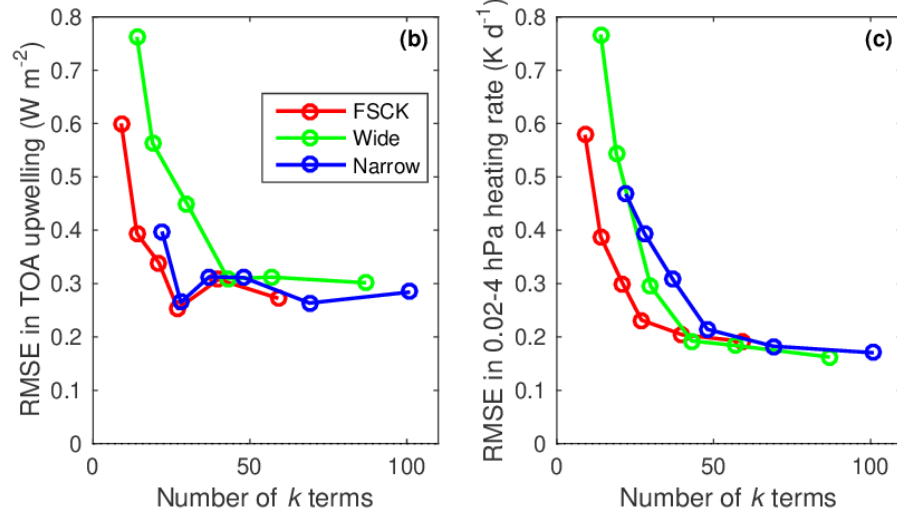 RMSE in TOA upwelling (W m⁻²)
0.8
0.7
0.6
0.5
0.4
0.3
0.2
0.1
0
(b)
FSCK
Wide
Narrow
0 50 100
Number of k terms
RMSE in 0.02-4 hPa heating rate (K d⁻¹)
0.8
0.7
0.6
0.5
0.4
0.3
0.2
0.1
0
(c)
0 50 100
Number of k terms